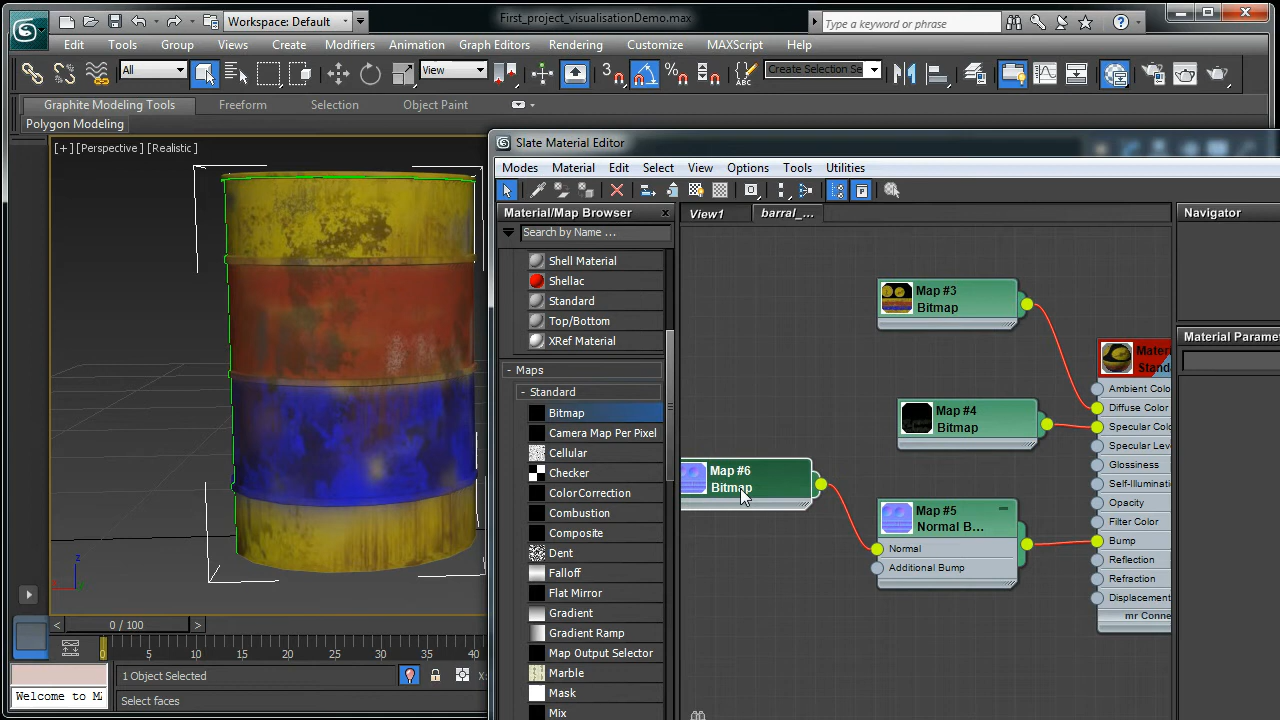 Workspace: Default
First_project_visualisationDemo.max
Type a keyword or phrase
Edit Tools Group Views Create Modifiers Animation Graph Editors Rendering Customize MAXScript Help
All
View
3
Create Selection Se
Graphite Modeling Tools Freeform Selection Object Paint
Polygon Modeling
[+] [Perspective] [Realistic]
Slate Material Editor
Modes Material Edit Select View Options Tools Utilities
Material/Map Browser
Search by Name ...
Shell Material
Shellac
Standard
Top/Bottom
XRef Material
- Maps
- Standard
Bitmap
Camera Map Per Pixel
Cellular
Checker
ColorCorrection
Combustion
Composite
Dent
Falloff
Flat Mirror
Gradient
Gradient Ramp
Map Output Selector
Marble
Mask
Mix
View1 barral_...
Map #3
Bitmap
Map #4
Bitmap
Map #6
Bitmap
Map #5
Normal B...
Normal
Additional Bump
Mater
Stand
Ambient Colo
Diffuse Color
Specular Colo
Specular Leve
Glossiness
Self-Illuminati
Opacity
Filter Color
Bump
Reflection
Refraction
Displacement
mr Conne
Navigator
Material Parame
z
x
< 0 / 100 >
0 5 10 15 20 25 30 35 40
1 Object Selected
X:
Welcome to M
Select faces